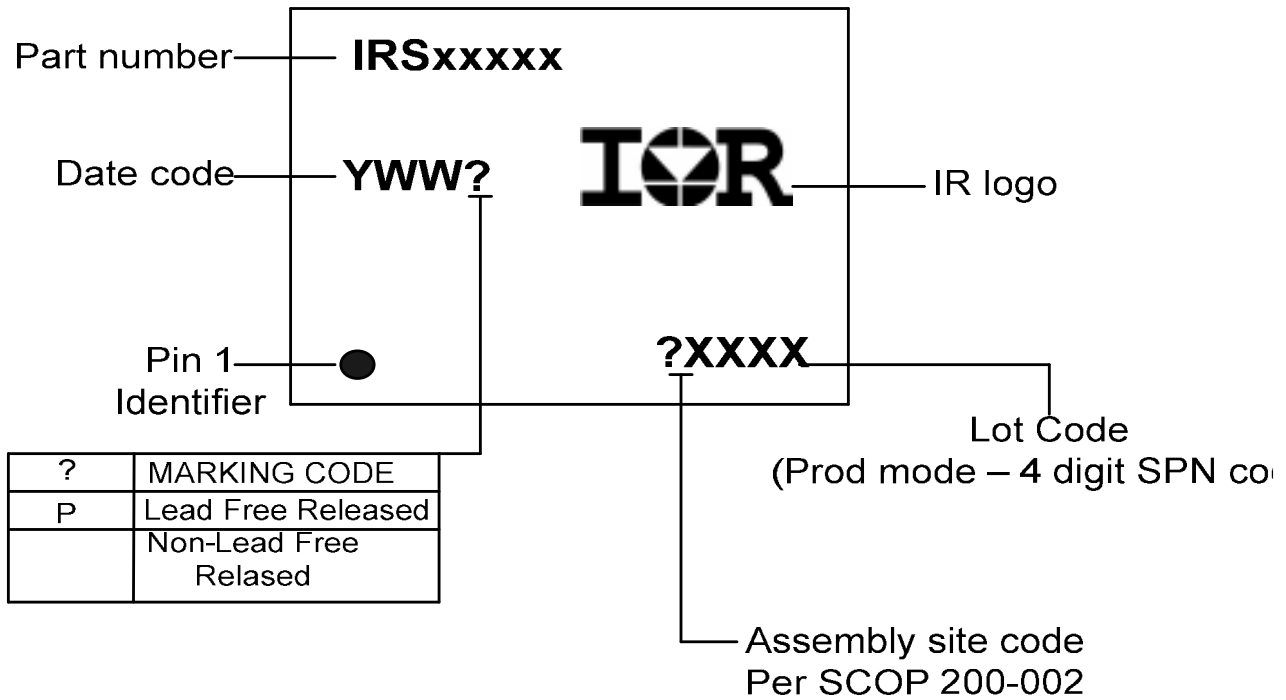 Part number
IRSxxxxx
Date code
YWW?
IOR
IR logo
Pin 1
Identifier
?XXXX
Lot Code
(Prod mode – 4 digit SPN
? MARKING CODE
P Lead Free Released
Non-Lead Free
Relased
Assembly site code
Per SCOP 200-002